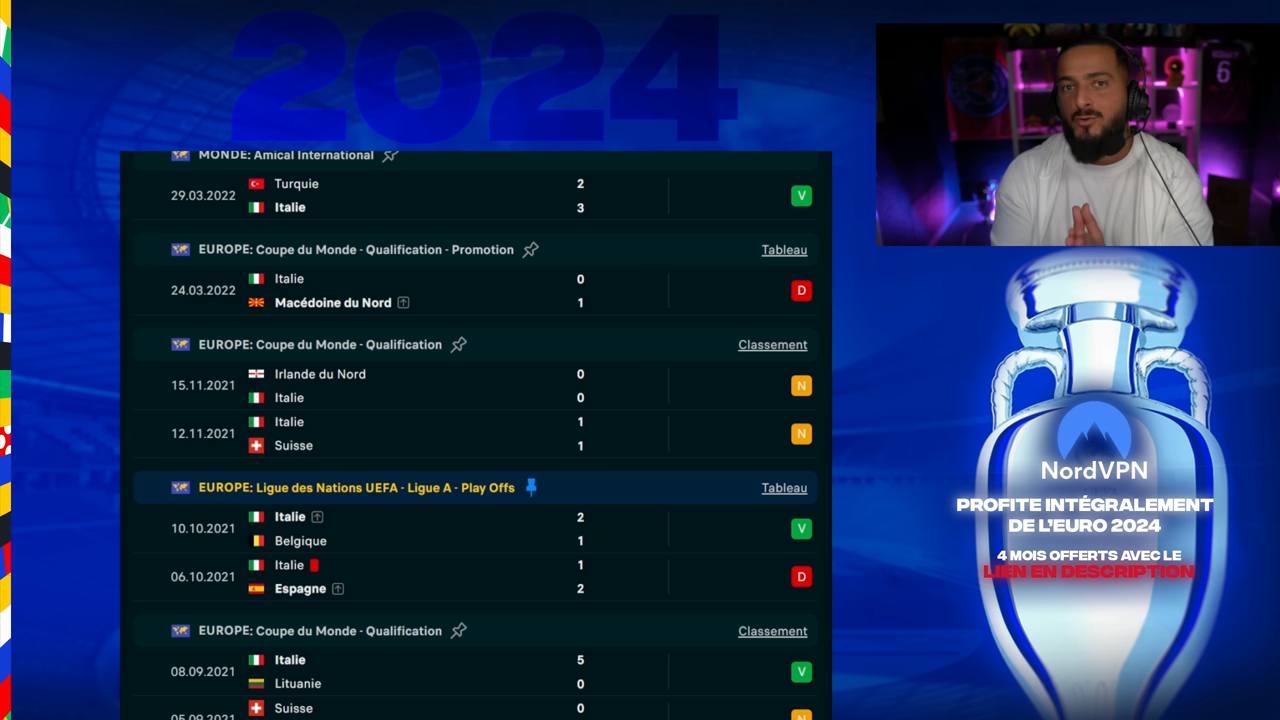 2024
6
MONDE: Amical International
29.03.2022 Turquie 2
Italie 3 V
EUROPE: Coupe du Monde - Qualification - Promotion Tableau
24.03.2022 Italie 0
Macédoine du Nord 1 D
EUROPE: Coupe du Monde - Qualification Classement
15.11.2021 Irlande du Nord 0
Italie 0 N
12.11.2021 Italie 1
Suisse 1 N
EUROPE: Ligue des Nations UEFA - Ligue A - Play Offs Tableau
10.10.2021 Italie 2
Belgique 1 V
06.10.2021 Italie 1
Espagne 2 D
EUROPE: Coupe du Monde - Qualification Classement
08.09.2021 Italie 5
Lituanie 0 V
05.09.2021 Suisse 0 N
NordVPN
PROFITE INTÉGRALEMENT
DE L'EURO 2024
4 MOIS OFFERTS AVEC LE
LIEN EN DESCRIPTION